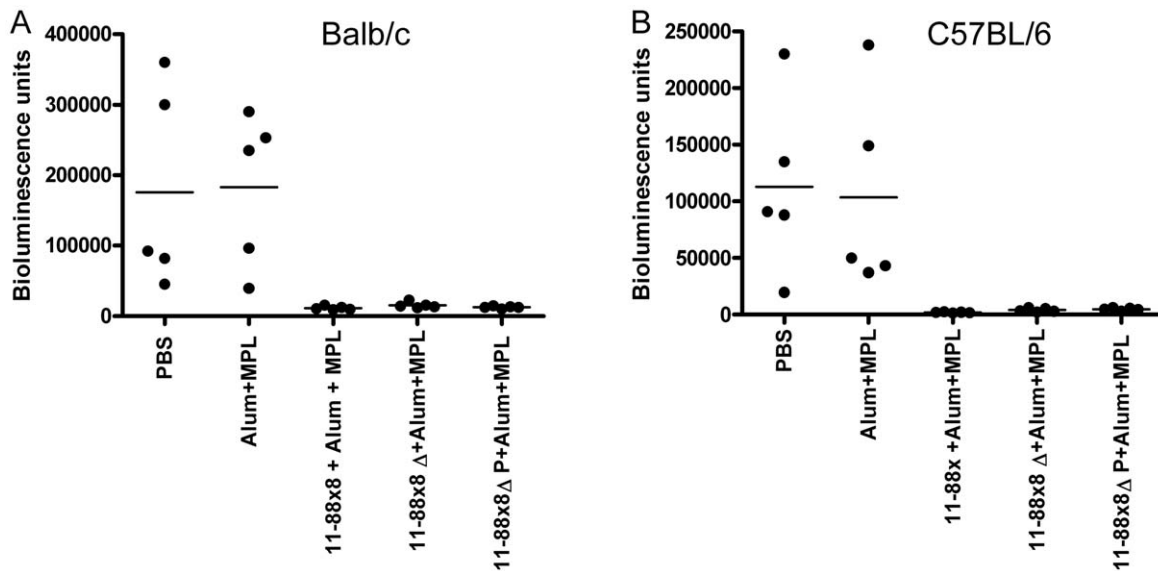 A
Balb/c
Bioluminescence units
400000
300000
200000
100000
0
PBS
Alum+MPL
11-88x8 + Alum + MPL
11-88x8 Δ+Alum+MPL
11-88x8Δ P+Alum+MPL
B
C57BL/6
Bioluminescence units
250000
200000
150000
100000
50000
0
PBS
Alum+MPL
11-88x +Alum+MPL
11-88x8 Δ+Alum+MPL
11-88x8Δ P+Alum+MPL